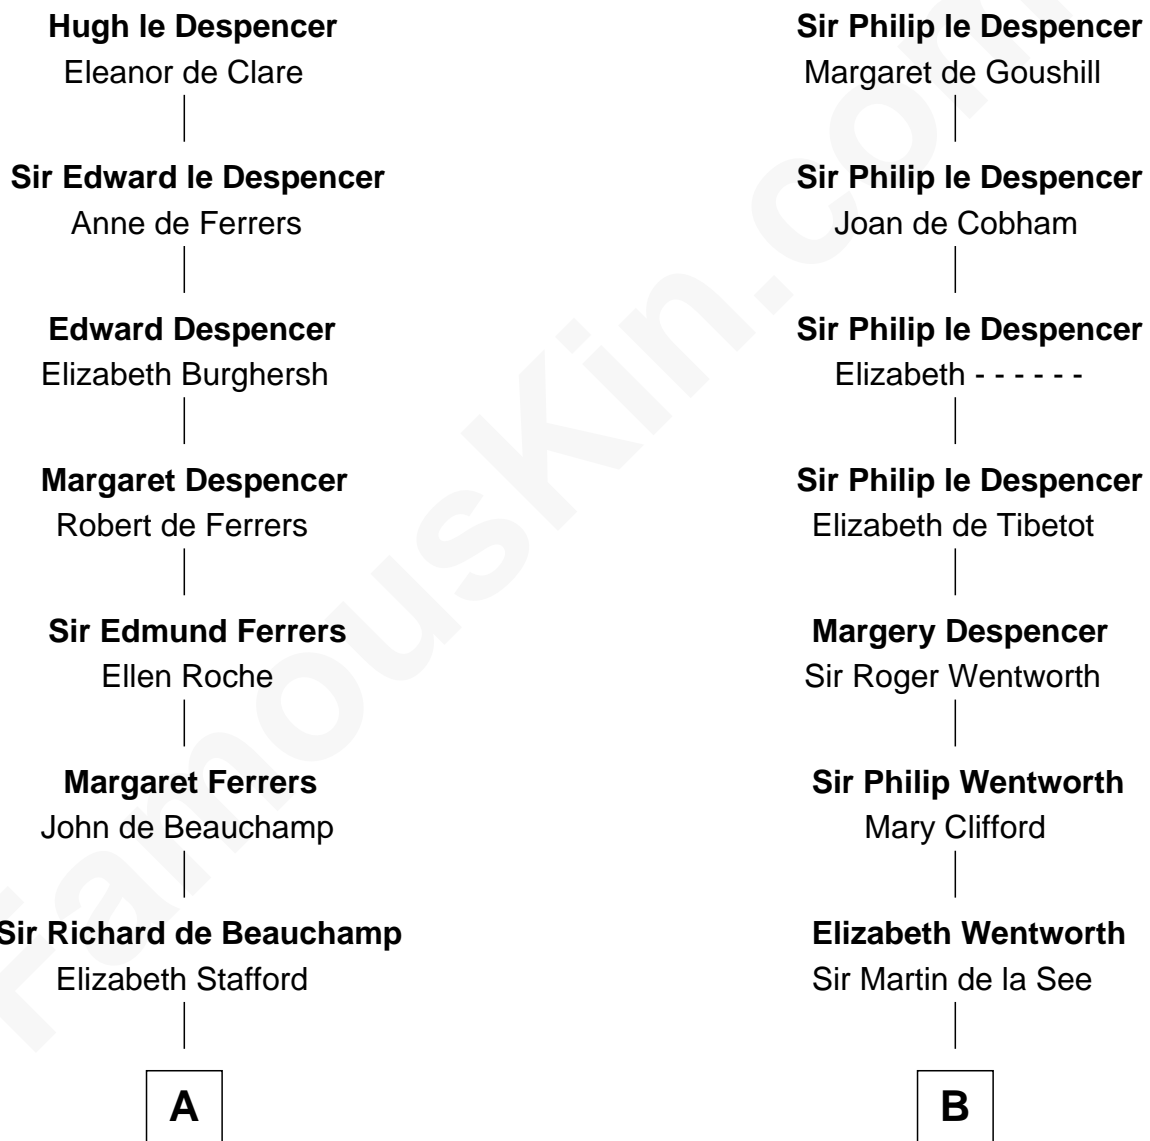 Hugh le Despencer
Eleanor de Clare
Sir Edward le Despencer
Anne de Ferrers
Edward Despencer
Elizabeth Burghersh
Margaret Despencer
Robert de Ferrers
Sir Edmund Ferrers
Ellen Roche
Margaret Ferrers
John de Beauchamp
Sir Richard de Beauchamp
Elizabeth Stafford
A
Sir Philip le Despencer
Margaret de Goushill
Sir Philip le Despencer
Joan de Cobham
Sir Philip le Despencer
Elizabeth - - - - - -
Sir Philip le Despencer
Elizabeth de Tibetot
Margery Despencer
Sir Roger Wentworth
Sir Philip Wentworth
Mary Clifford
Elizabeth Wentworth
Sir Martin de la See
B
FamousKin.com